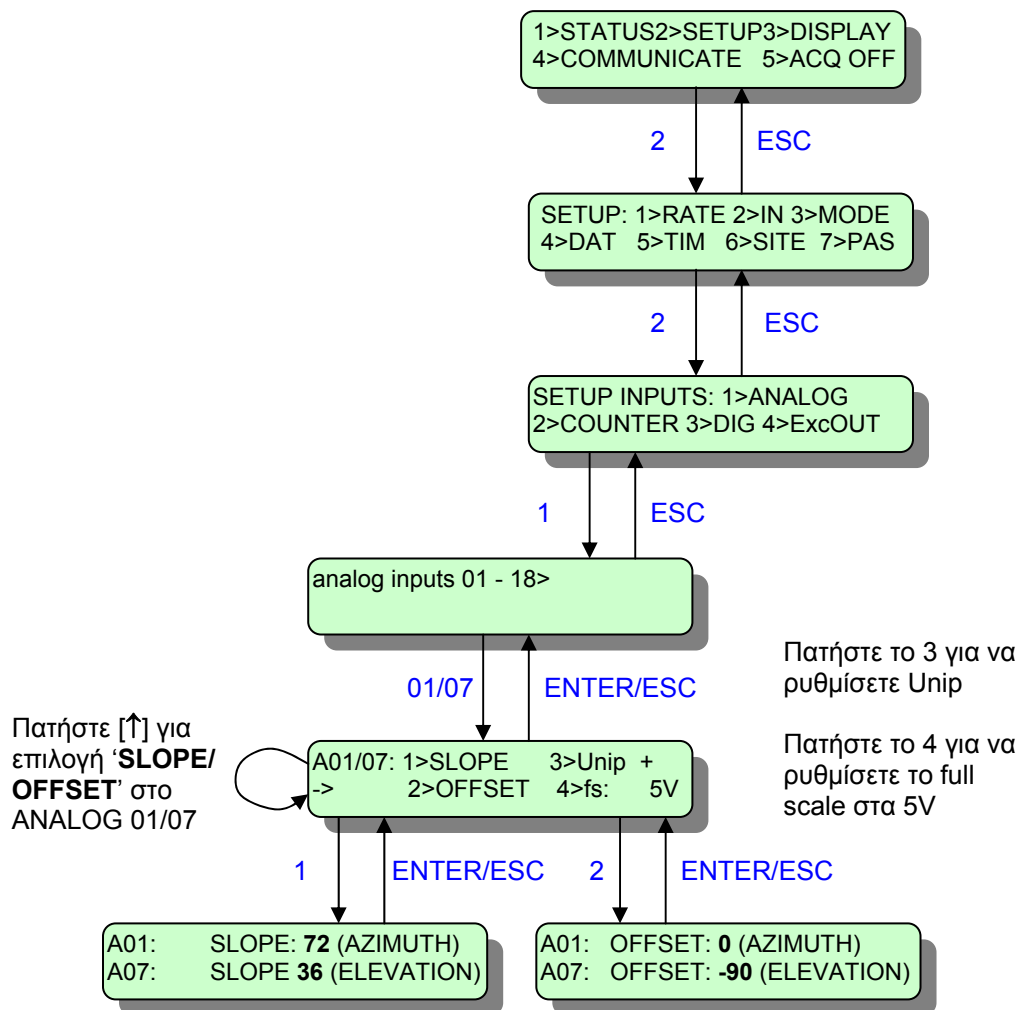 1>STATUS2>SETUP3>DISPLAY
4>COMMUNICATE 5>ACQ OFF
2
ESC
SETUP: 1>RATE 2>IN 3>MODE
4>DAT 5>TIM 6>SITE 7>PAS
2
ESC
SETUP INPUTS: 1>ANALOG
2>COUNTER 3>DIG 4>ExcOUT
1
ESC
analog inputs 01 - 18>
01/07
ENTER/ESC
Πατήστε το 3 για να
ρυθμίσετε Unip
Πατήστε το 4 για να
ρυθμίσετε το full
scale στα 5V
Πατήστε [↑] για
επιλογή ‘SLOPE/
OFFSET’ στο
ANALOG 01/07
A01/07: 1>SLOPE 3>Unip +
-> 2>OFFSET 4>fs: 5V
1
ENTER/ESC
2
ENTER/ESC
A01: SLOPE: 72 (AZIMUTH)
A07: SLOPE 36 (ELEVATION)
A01: OFFSET: 0 (AZIMUTH)
A07: OFFSET: -90 (ELEVATION)